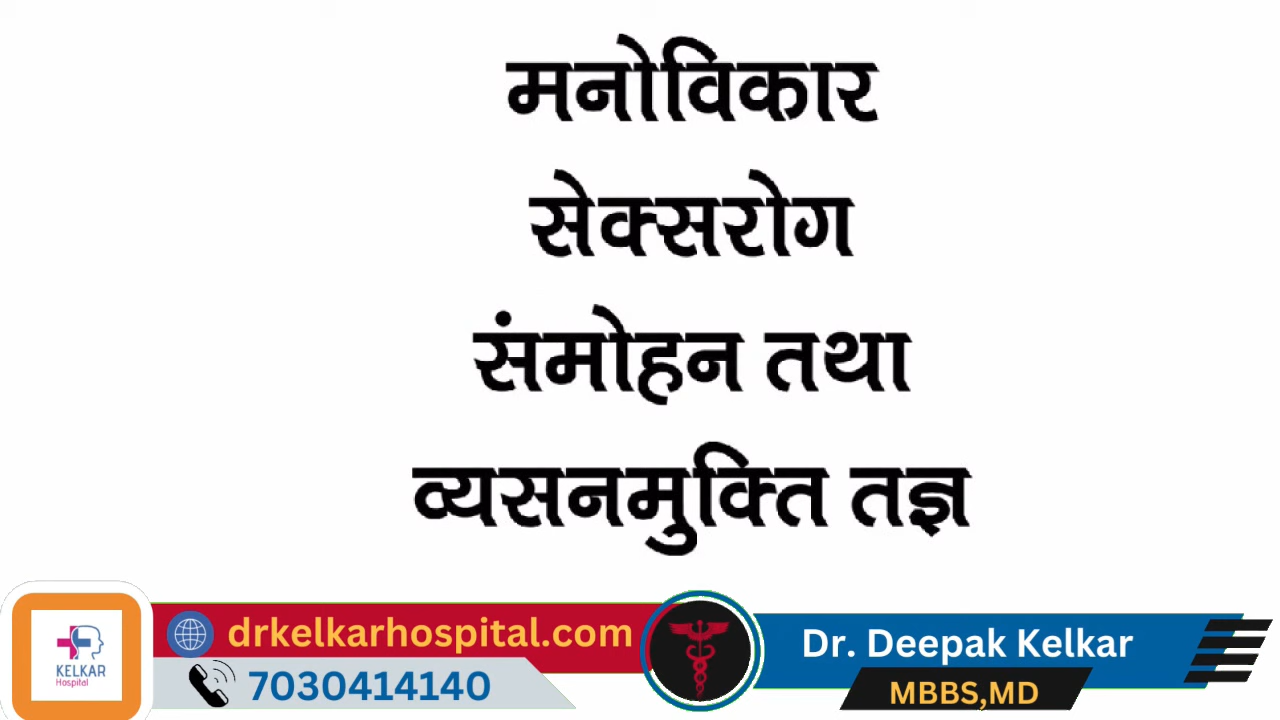 मनोविकार
सेक्सरोग
संमोहन तथा
व्यसनमुक्ति तज्ञ
KELKAR
Hospital
drkelkarhospital.com
7030414140
Dr. Deepak Kelkar
MBBS,MD